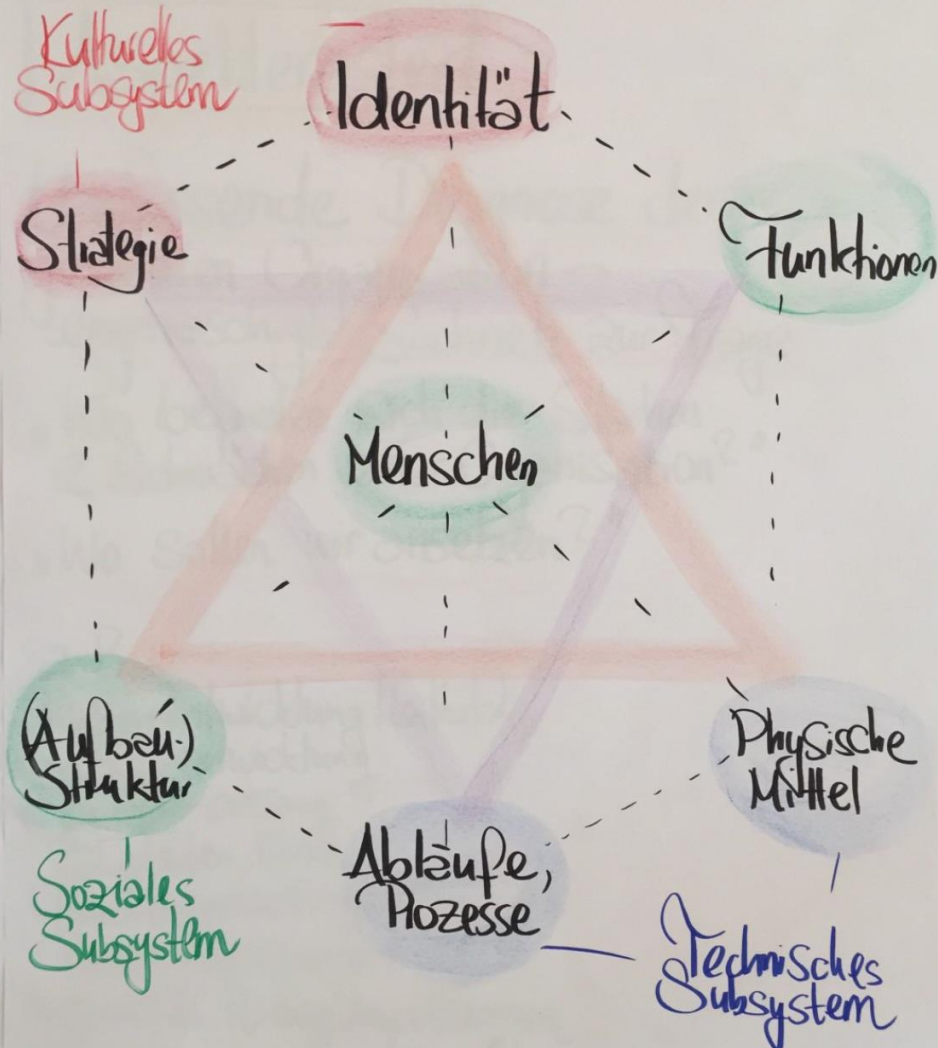 Kulturelles
Subsystem
Identität
Strategie
Funktionen
Menschen
(Aufbau-)
Struktur
Physische
Mittel
Abläufe,
Prozesse
Soziales
Subsystem
Technisches
Subsystem